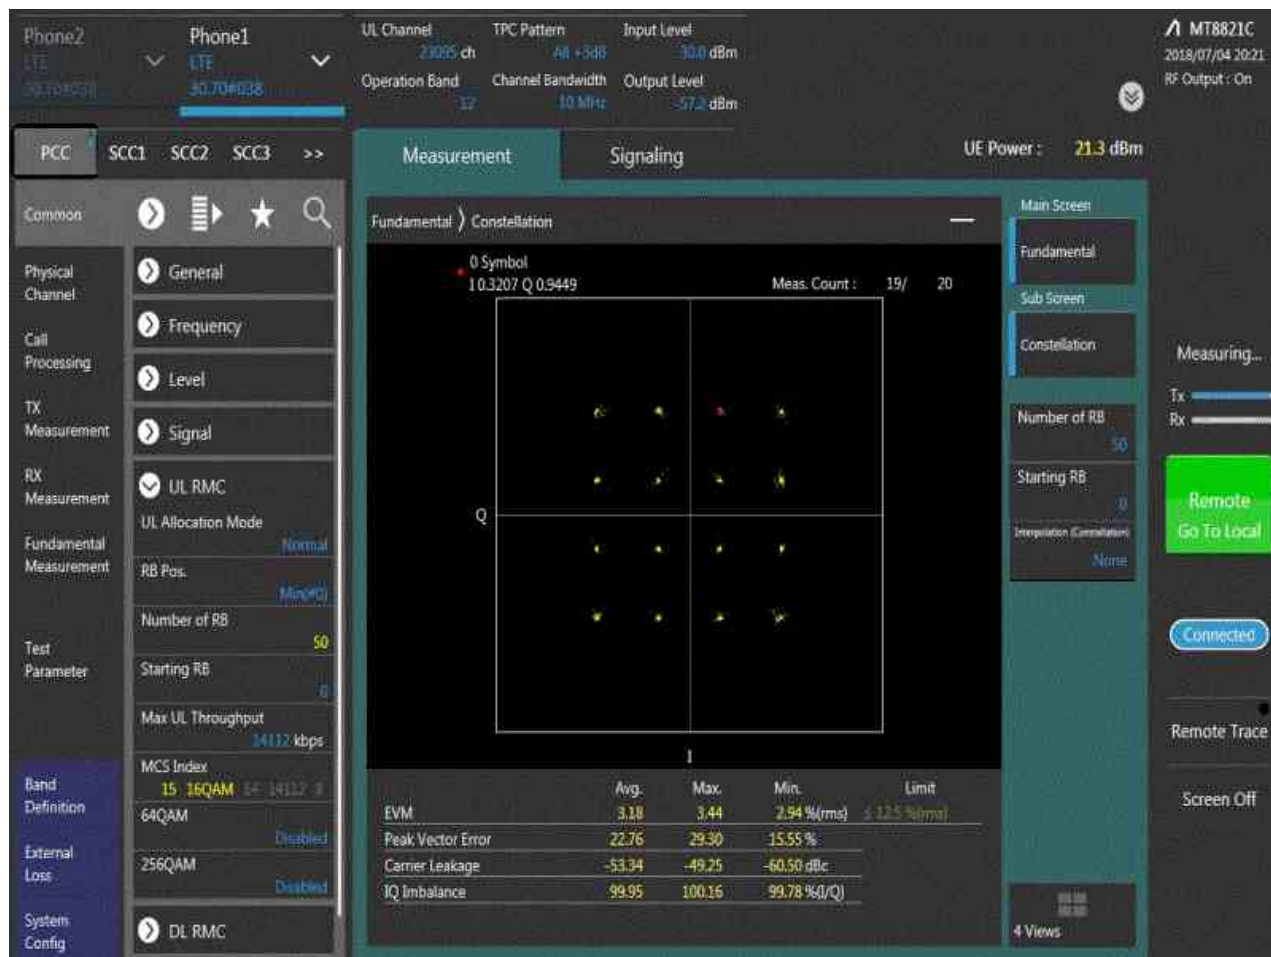 Phone2
LTE
Phone1
LTE
30.70#038
UL Channel
23095 ch
TPC Pattern
All +3dB
Input Level
30.0 dBm
Operation Band
12
Channel Bandwidth
10 MHz
Output Level
-57.2 dBm
MT8821C
2018/07/04 20:21
RF Output : On
PCC SCC1 SCC2 SCC3 >>
Measurement Signaling
UE Power : 21.3 dBm
Common
Physical
Channel
Call
Processing
TX
Measurement
RX
Measurement
Fundamental
Measurement
Test
Parameter
Band
Definition
External
Loss
System
Config
General
Frequency
Level
Signal
UL RMC
UL Allocation Mode
Normal
RB Pos.
Min(#0)
Number of RB
50
Starting RB
0
Max UL Throughput
14112 kbps
MCS Index
15 16QAM 14112
64QAM
Disabled
256QAM
Disabled
DL RMC
Fundamental ⟩ Constellation
0 Symbol
I 0.3207 Q 0.9449
Meas. Count : 19/ 20
Q
I
Avg. Max. Min. Limit
EVM 3.18 3.44 2.94 %(rms) ≤ 12.5 %(rms)
Peak Vector Error 22.76 29.30 15.55 %
Carrier Leakage -53.34 -49.25 -60.50 dBc
IQ Imbalance 99.95 100.16 99.78 %(I/Q)
Main Screen
Fundamental
Sub Screen
Constellation
Number of RB
50
Starting RB
0
Interpolation (Constellation)
None
4 Views
Measuring...
Tx
Rx
Remote
Go To Local
Connected
Remote Trace
Screen Off